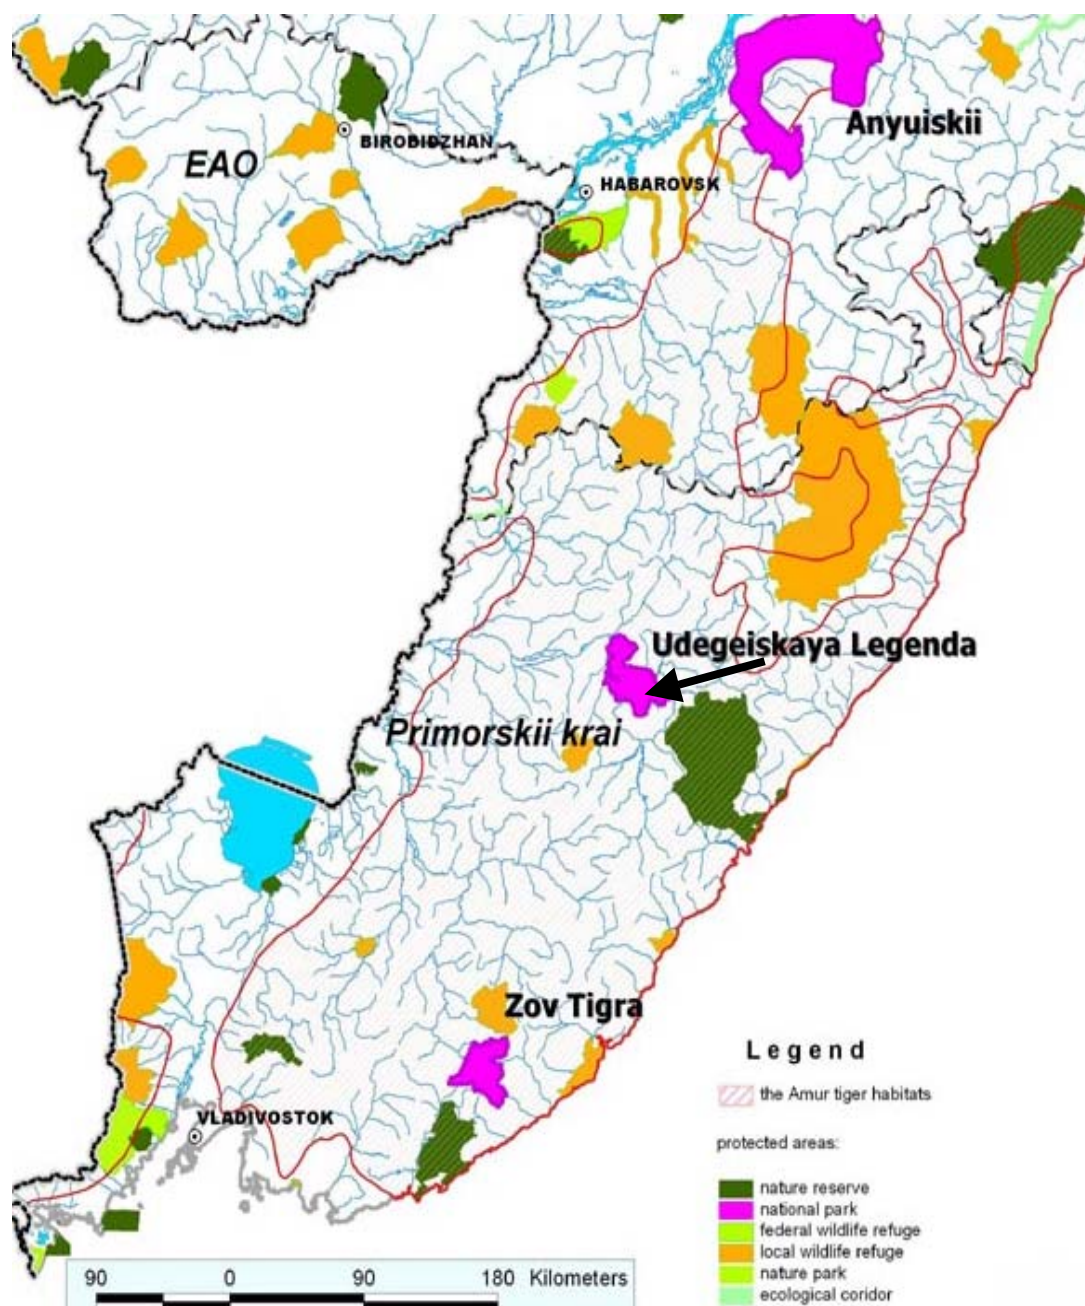 Anyuiskii
BIROBIDZHAN
EAO
HABAROVSK
Udegeiskaya Legenda
Primorskii krai
Zov Tigra
VLADIVOSTOK
Legend
the Amur tiger habitats
protected areas:
nature reserve
national park
federal wildlife refuge
local wildlife refuge
nature park
ecological coridor
90 0 90 180 Kilometers